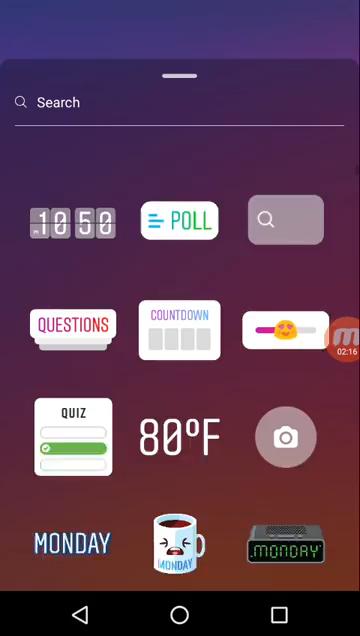 Search
10 50
POLL
QUESTIONS
COUNTDOWN
02:16
QUIZ
80°F
MONDAY
MONDAY
MONDAY